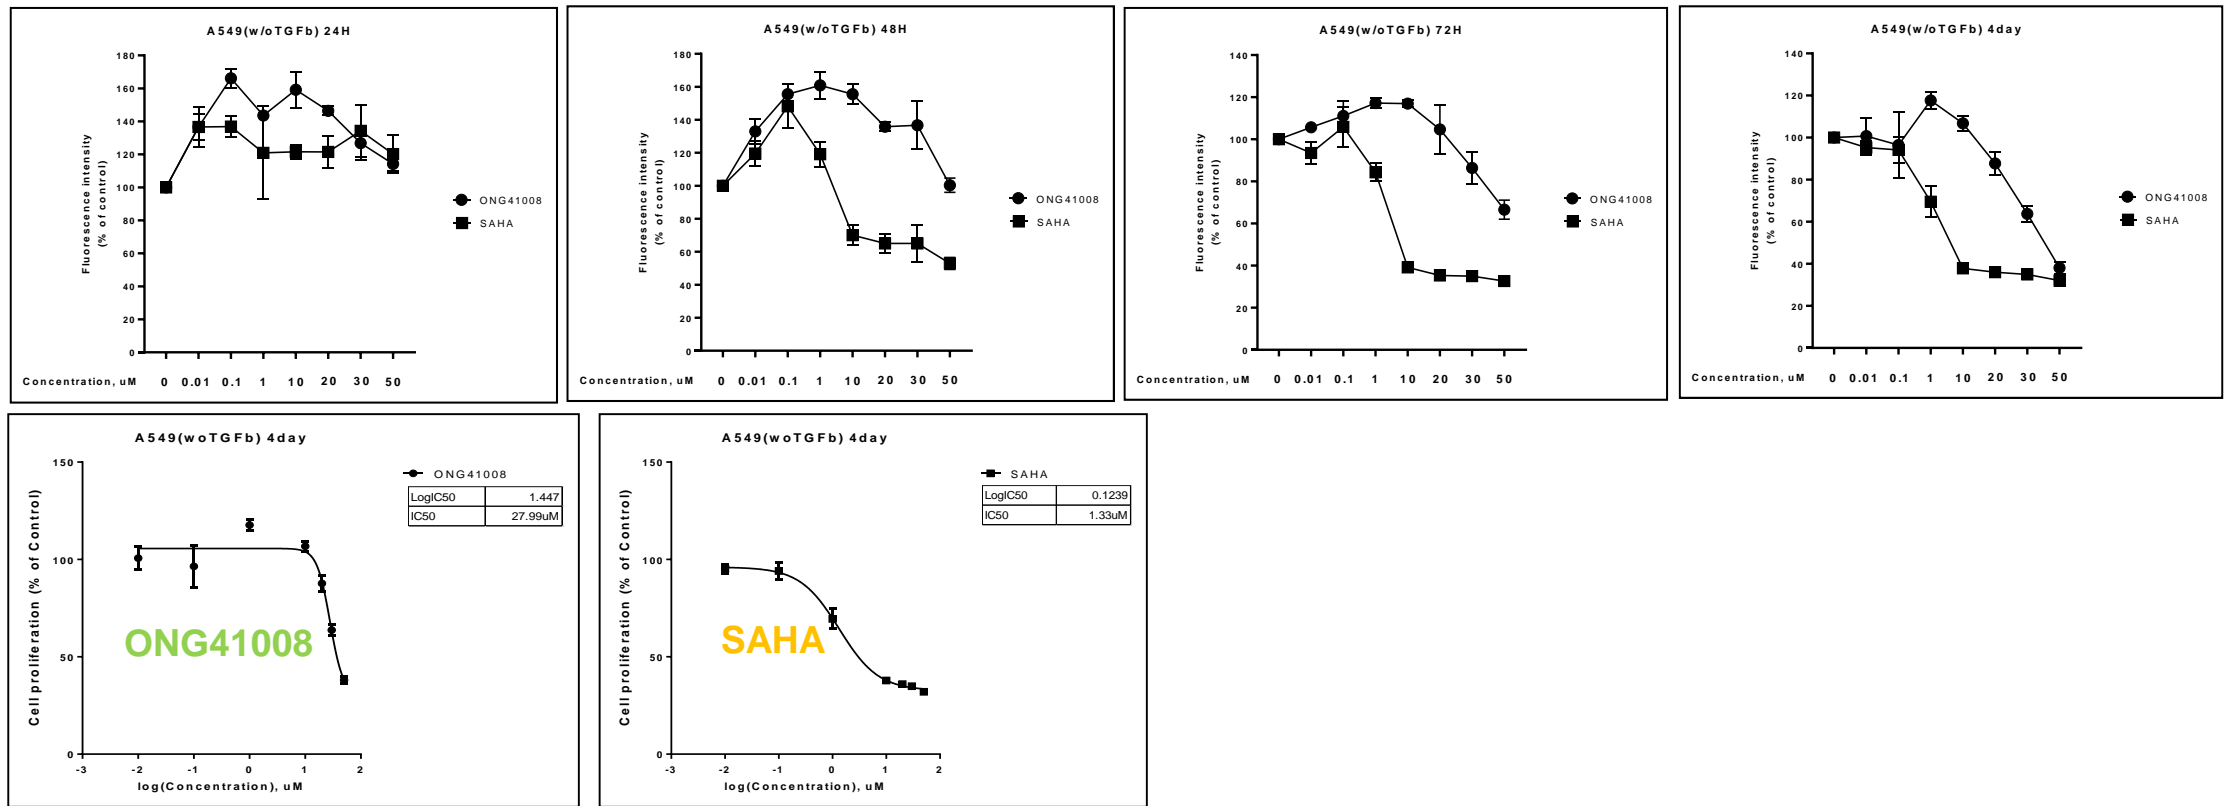 A549(w/oTGFb) 24H
180
160
140
120
100
80
60
40
20
0
Fluorescence intensity
(% of control)
ONG41008
SAHA
Concentration, uM 0 0.01 0.1 1 10 20 30 50
A549(w/oTGFb) 48H
180
160
140
120
100
80
60
40
20
0
Fluorescence intensity
(% of control)
ONG41008
SAHA
Concentration, uM 0 0.01 0.1 1 10 20 30 50
A549(w/oTGFb) 72H
140
120
100
80
60
40
20
0
Fluorescence intensity
(% of control)
ONG41008
SAHA
Concentration, uM 0 0.01 0.1 1 10 20 30 50
A549(w/oTGFb) 4day
140
120
100
80
60
40
20
0
Fluorescence intensity
(% of control)
ONG41008
SAHA
Concentration, uM 0 0.01 0.1 1 10 20 30 50
A549(woTGFb) 4day
150
100
50
0
Cell proliferation (% of Control)
ONG41008
LogIC50 1.447
IC50 27.99uM
ONG41008
-3 -2 -1 0 1 2
log(Concentration), uM
A549(woTGFb) 4day
150
100
50
0
Cell proliferation (% of Control)
SAHA
LogIC50 0.1239
IC50 1.33uM
SAHA
-3 -2 -1 0 1 2
log(Concentration), uM